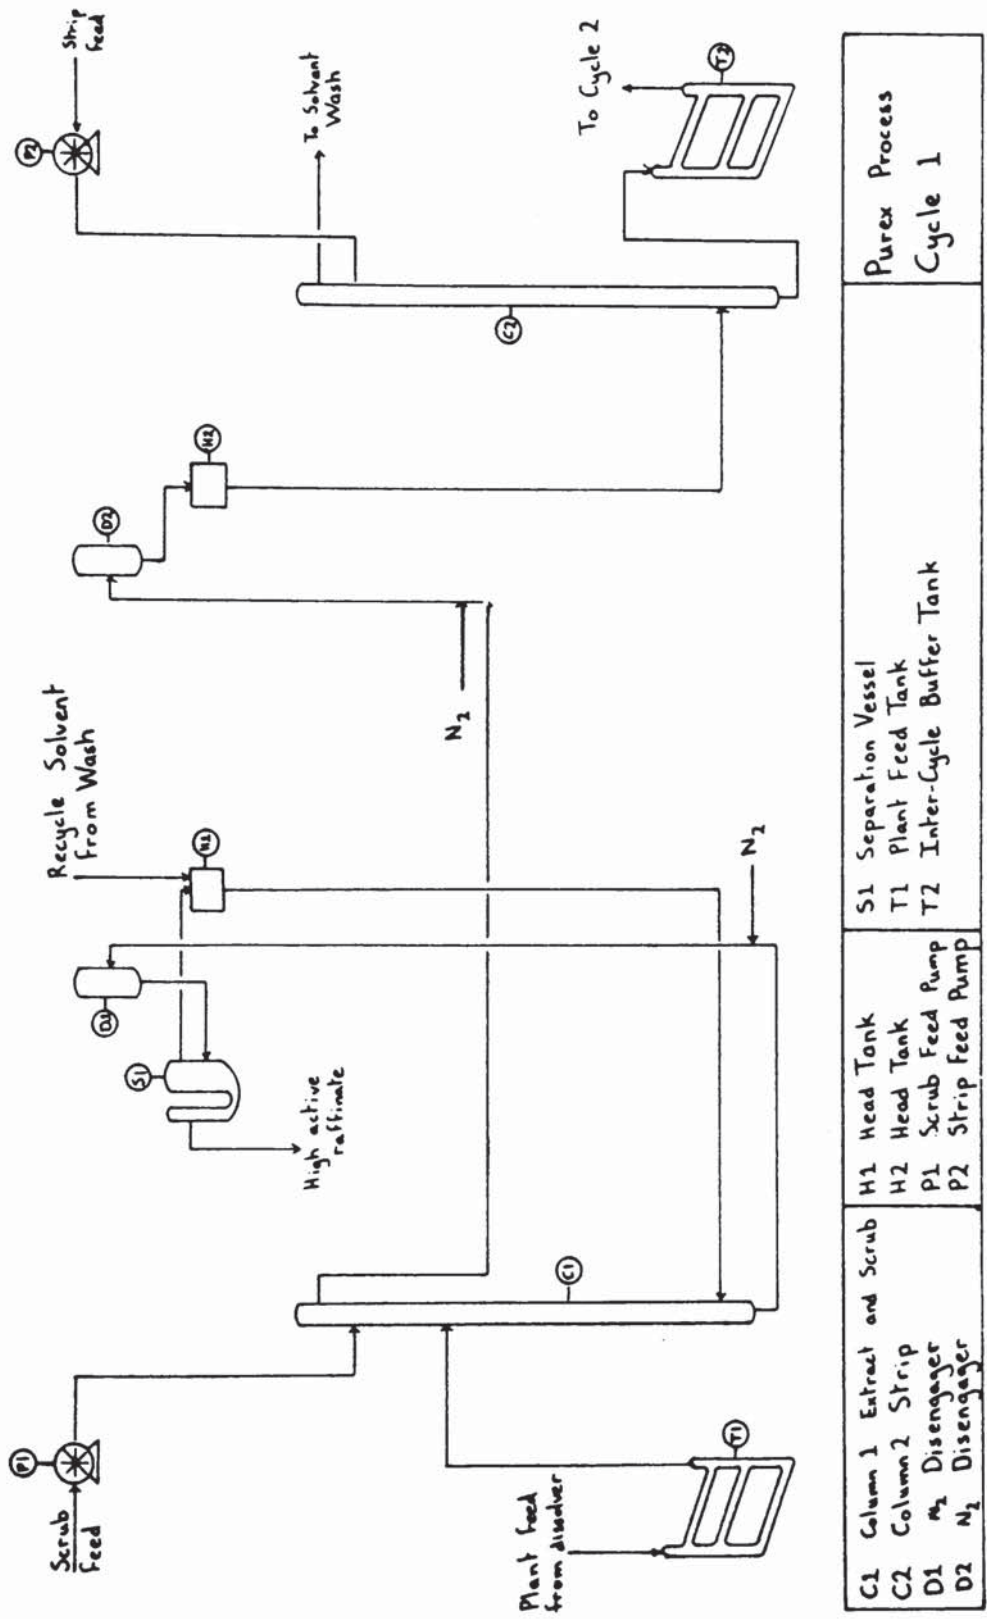 P1
Scrub
Feed
Plant Feed
from dissolver
T1
C1
High active
raffinate
S1
D1
H1
Recycle Solvent
From Wash
N2
N2
D2
H2
C2
P2
Strip
Feed
To Solvent
Wash
To Cycle 2
T2
C1 Column 1 Extract and Scrub
C2 Column 2 Strip
D1 N2 Disengager
D2 N2 Disengager
H1 Head Tank
H2 Head Tank
P1 Scrub Feed Pump
P2 Strip Feed Pump
S1 Separation Vessel
T1 Plant Feed Tank
T2 Inter-Cycle Buffer Tank
Purex Process
Cycle 1